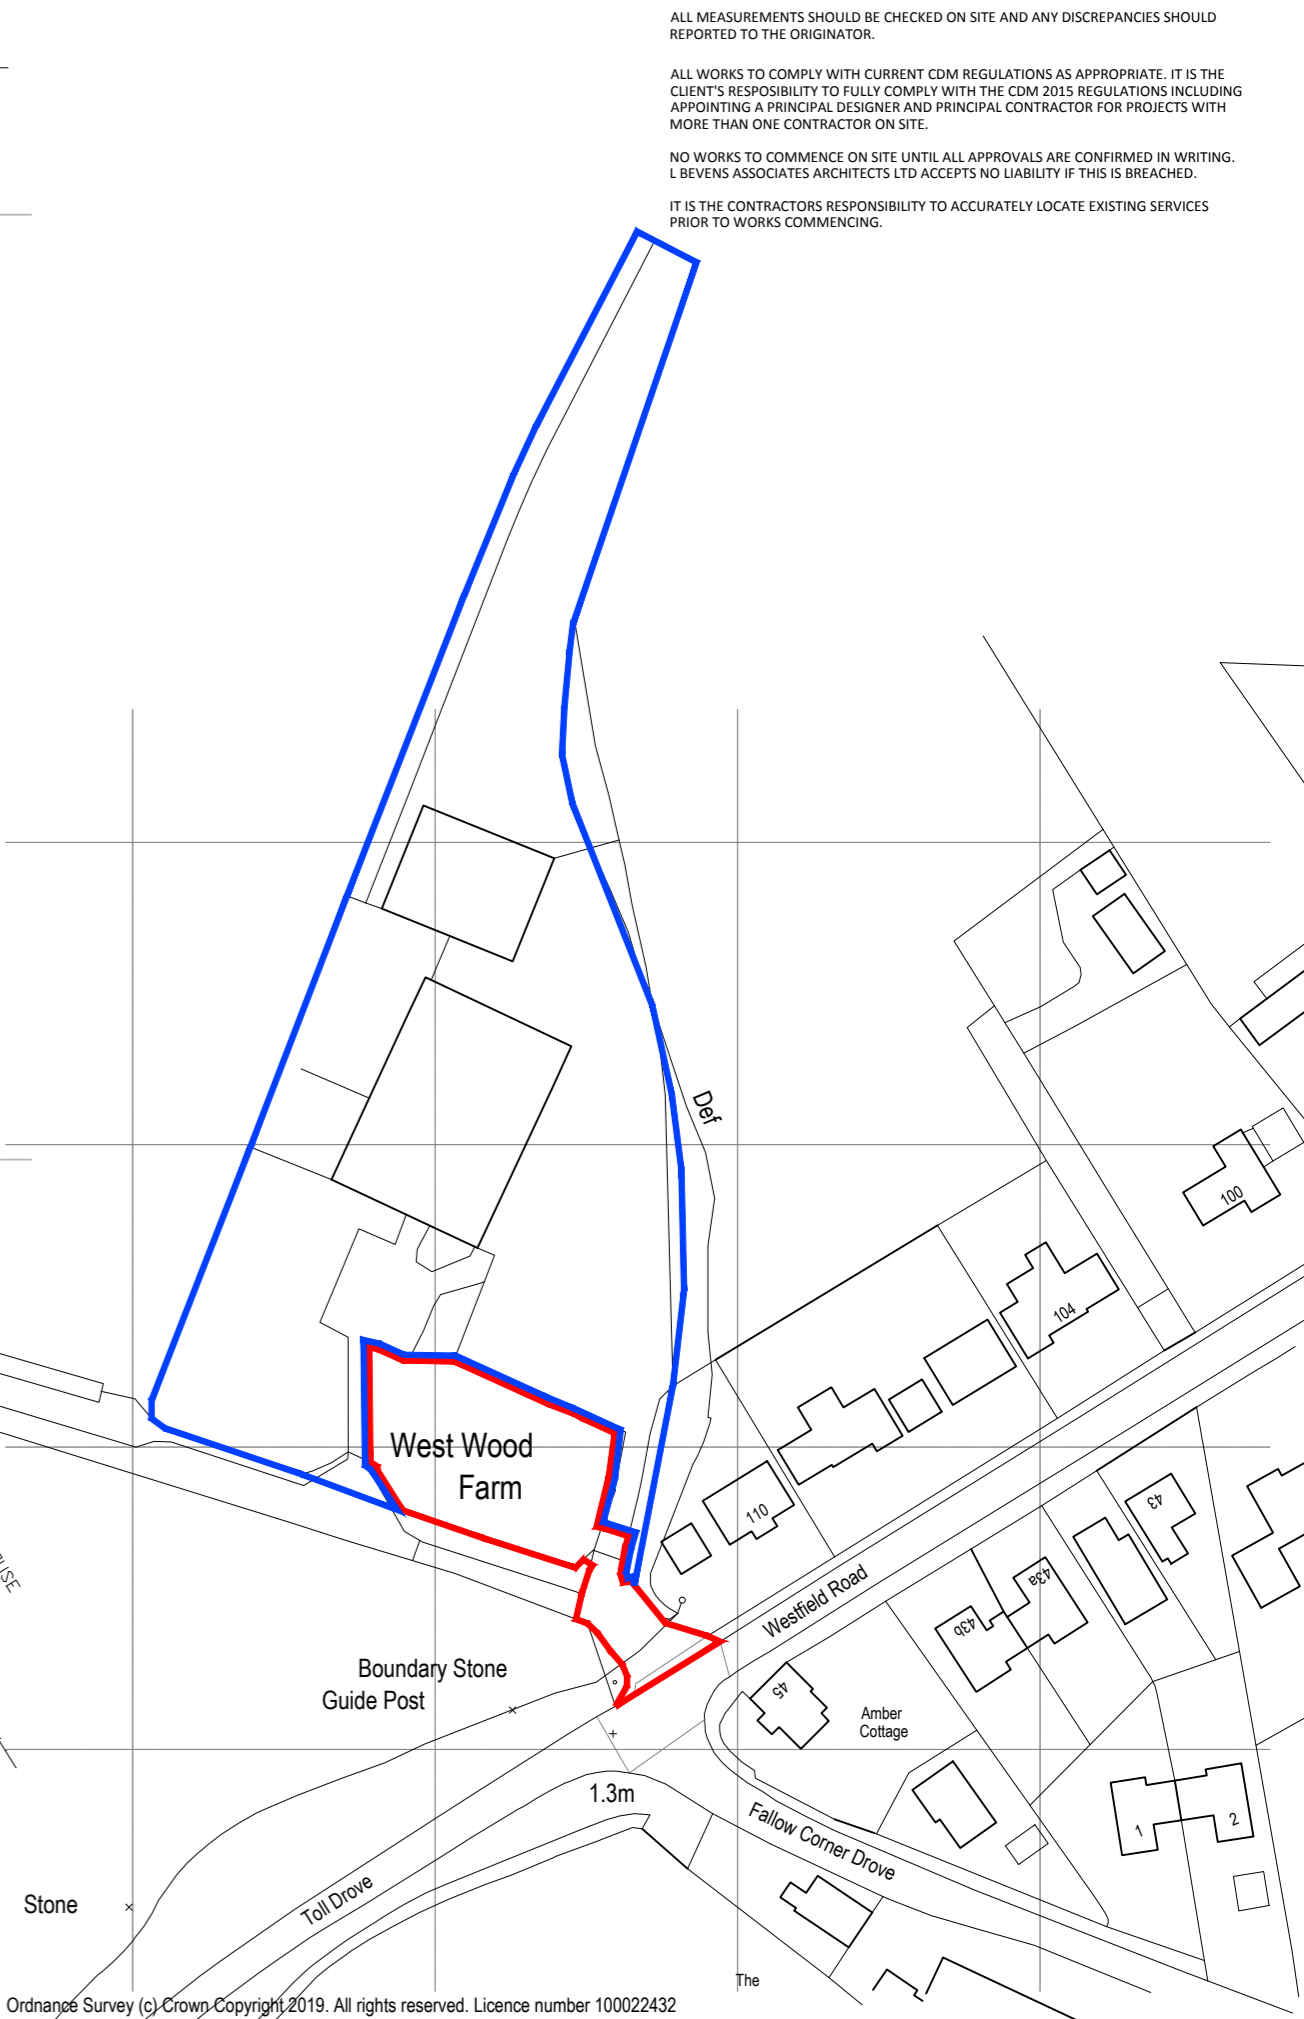 ALL MEASUREMENTS SHOULD BE CHECKED ON SITE AND ANY DISCREPANCIES SHOULD
REPORTED TO THE ORIGINATOR.
ALL WORKS TO COMPLY WITH CURRENT CDM REGULATIONS AS APPROPRIATE. IT IS THE
CLIENT'S RESPOSIBILITY TO FULLY COMPLY WITH THE CDM 2015 REGULATIONS INCLUDING
APPOINTING A PRINCIPAL DESIGNER AND PRINCIPAL CONTRACTOR FOR PROJECTS WITH
MORE THAN ONE CONTRACTOR ON SITE.
NO WORKS TO COMMENCE ON SITE UNTIL ALL APPROVALS ARE CONFIRMED IN WRITING.
L BEVENS ASSOCIATES ARCHITECTS LTD ACCEPTS NO LIABILITY IF THIS IS BREACHED.
IT IS THE CONTRACTORS RESPONSIBILITY TO ACCURATELY LOCATE EXISTING SERVICES
PRIOR TO WORKS COMMENCING.
Def
100
104
West Wood
Farm
110
43
43a
43b
Westfield Road
Boundary Stone
Guide Post
45
Amber
Cottage
1.3m
Fallow Corner Drove
1
2
Toll Drove
Stone
The
Ordnance Survey (c) Crown Copyright 2019. All rights reserved. Licence number 100022432